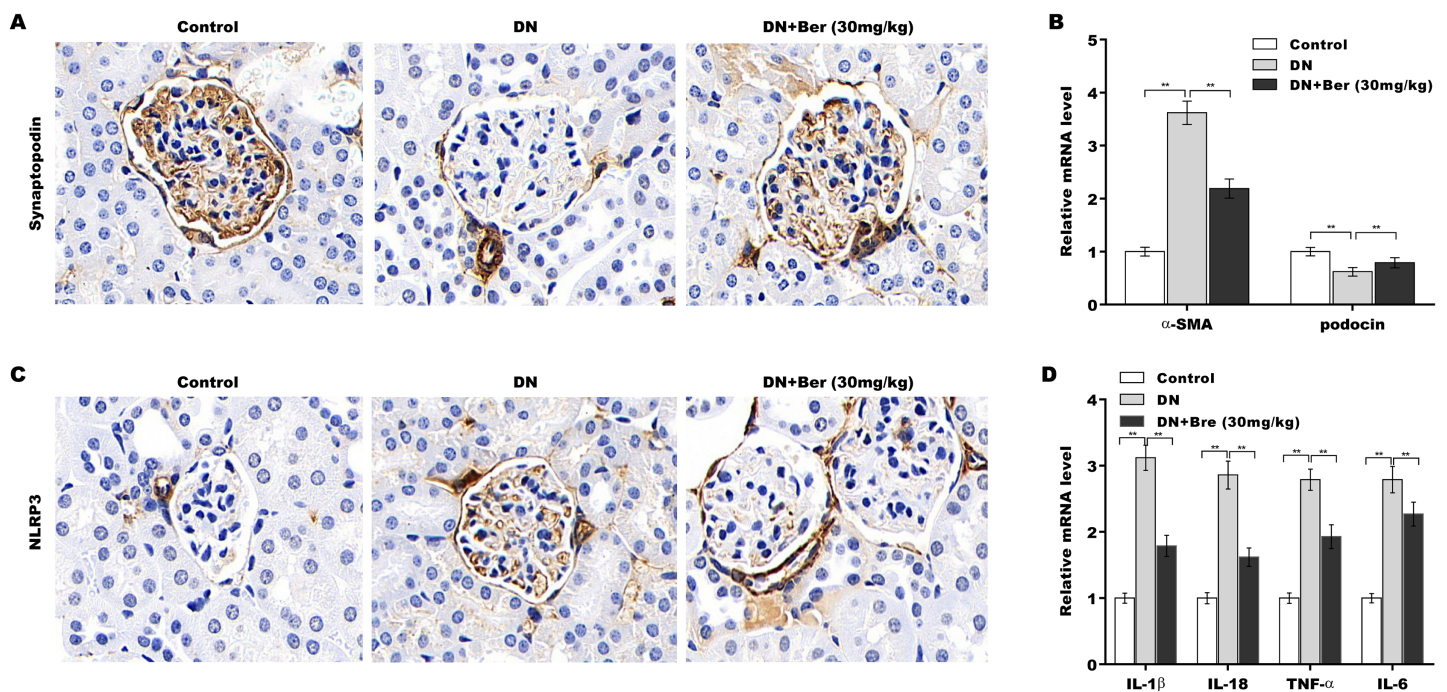 A
Control
DN
DN+Ber (30mg/kg)
Synaptopodin
B
5
4
3
2
1
0
Relative mRNA level
Control
DN
DN+Ber (30mg/kg)
** **
** **
α-SMA podocin
C
Control
DN
DN+Ber (30mg/kg)
NLRP3
D
Control
DN
DN+Bre (30mg/kg)
4
3
2
1
0
Relative mRNA level
** **
** **
** **
** **
IL-1β IL-18 TNF-α IL-6